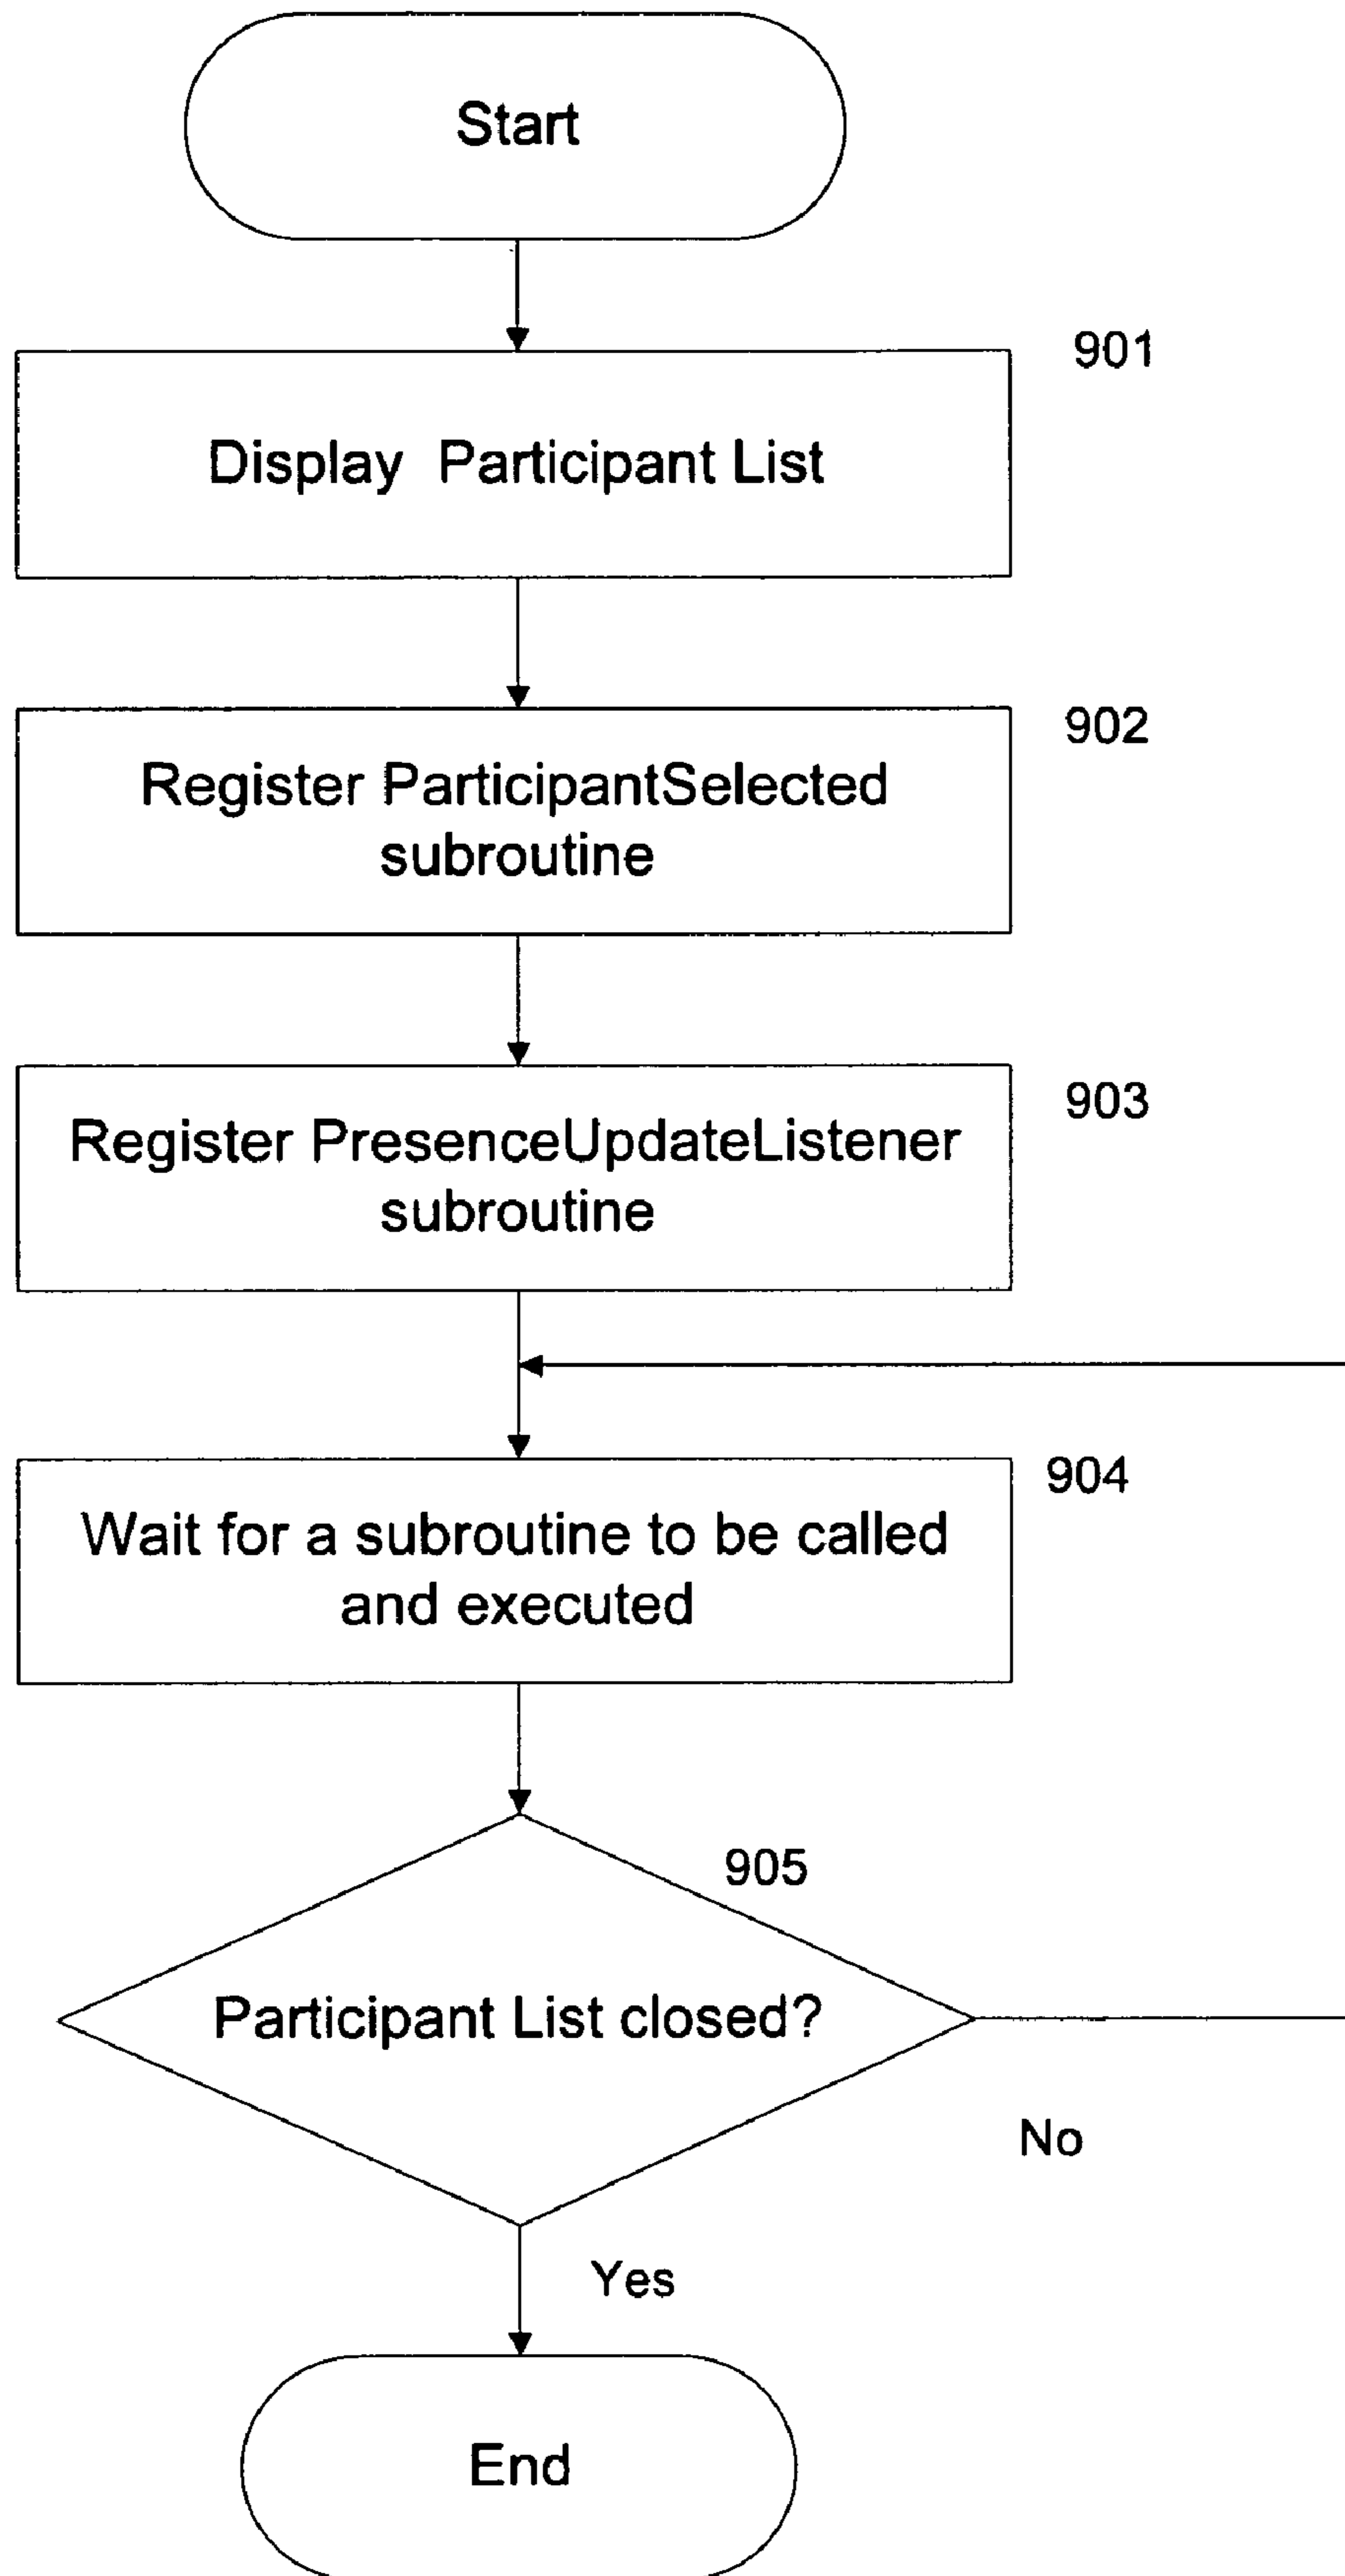 Start
901
Display Participant List
902
Register ParticipantSelected
subroutine
903
Register PresenceUpdateListener
subroutine
904
Wait for a subroutine to be called
and executed
905
Participant List closed?
No
Yes
End